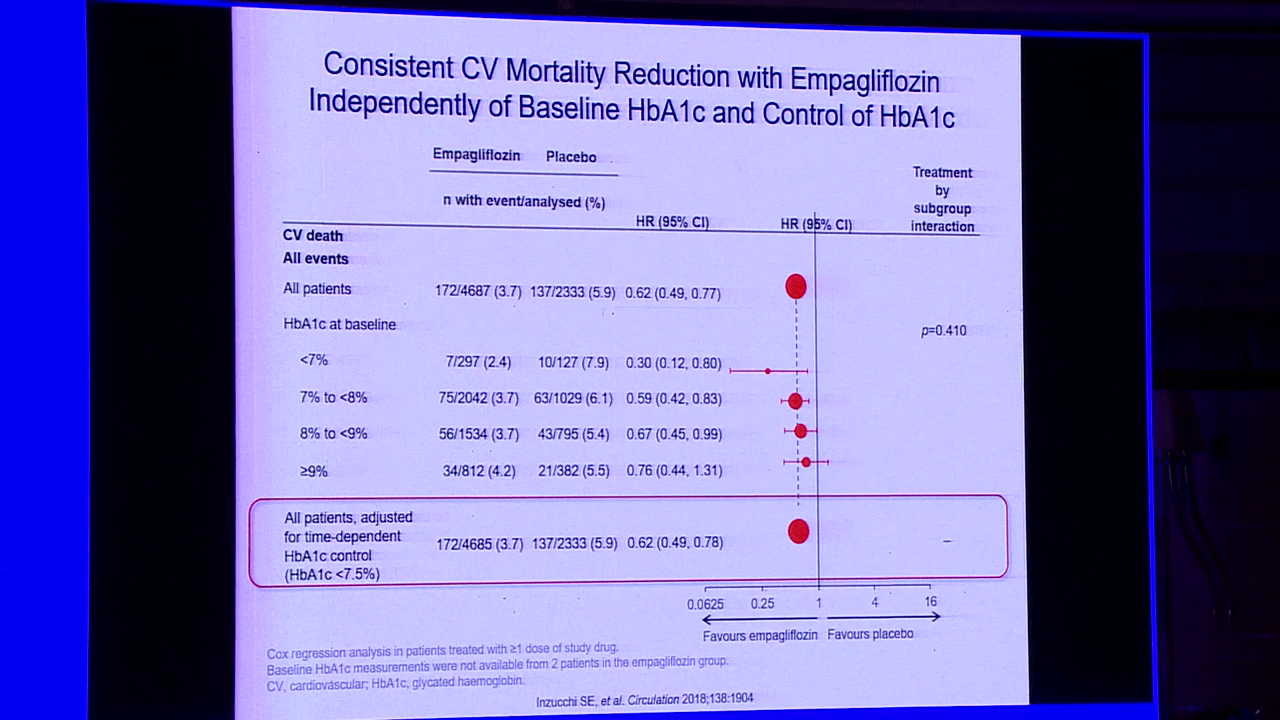 Consistent CV Mortality Reduction with Empagliflozin
Independently of Baseline HbA1c and Control of HbA1c
Empagliflozin Placebo
n with event/analysed (%)
HR (95% CI)
HR (95% CI)
Treatment
by
subgroup
interaction
CV death
All events
All patients 172/4687 (3.7) 137/2333 (5.9) 0.62 (0.49, 0.77)
HbA1c at baseline p=0.410
<7% 7/297 (2.4) 10/127 (7.9) 0.30 (0.12, 0.80)
7% to <8% 75/2042 (3.7) 63/1029 (6.1) 0.59 (0.42, 0.83)
8% to <9% 56/1534 (3.7) 43/795 (5.4) 0.67 (0.45, 0.99)
≥9% 34/812 (4.2) 21/382 (5.5) 0.76 (0.44, 1.31)
All patients, adjusted
for time-dependent
HbA1c control
(HbA1c <7.5%)
172/4685 (3.7) 137/2333 (5.9) 0.62 (0.49, 0.78) –
0.0625 0.25 1 4 16
Favours empagliflozin Favours placebo
Cox regression analysis in patients treated with ≥1 dose of study drug.
Baseline HbA1c measurements were not available from 2 patients in the empagliflozin group.
CV, cardiovascular; HbA1c, glycated haemoglobin.
Inzucchi SE, et al. Circulation 2018;138:1904